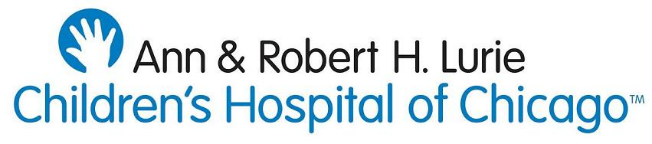 Ann & Robert H. Lurie
Children's Hospital of Chicago™